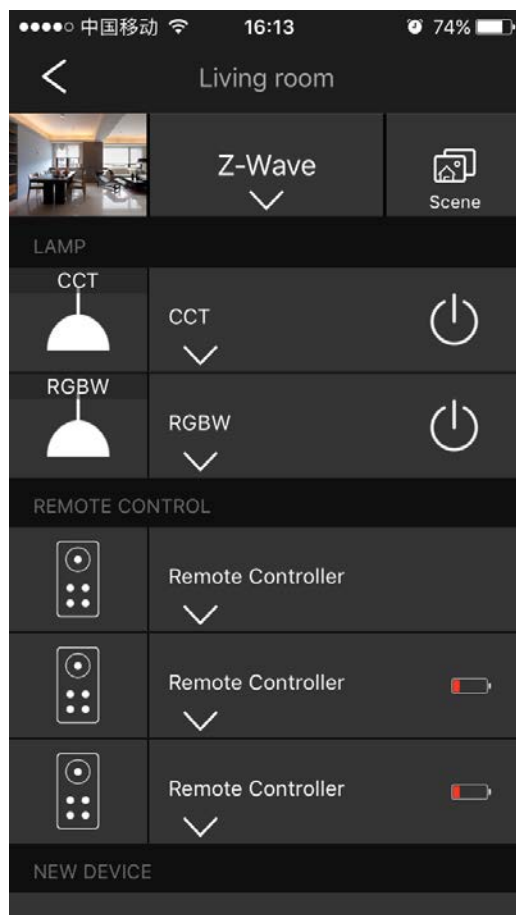 中国移动 16:13 74%
Living room
Z-Wave
Scene
LAMP
CCT
CCT
RGBW
RGBW
REMOTE CONTROL
Remote Controller
Remote Controller
Remote Controller
NEW DEVICE